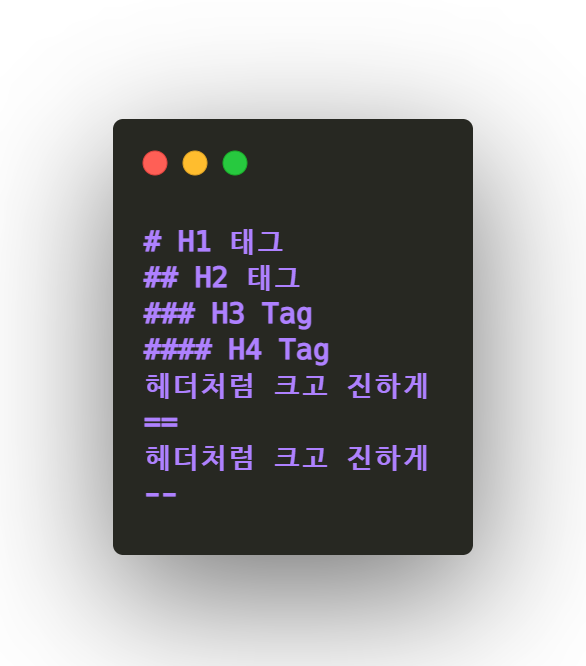 # H1 태그
## H2 태그
### H3 Tag
#### H4 Tag
헤더처럼 크고 진하게
==
헤더처럼 크고 진하게
--